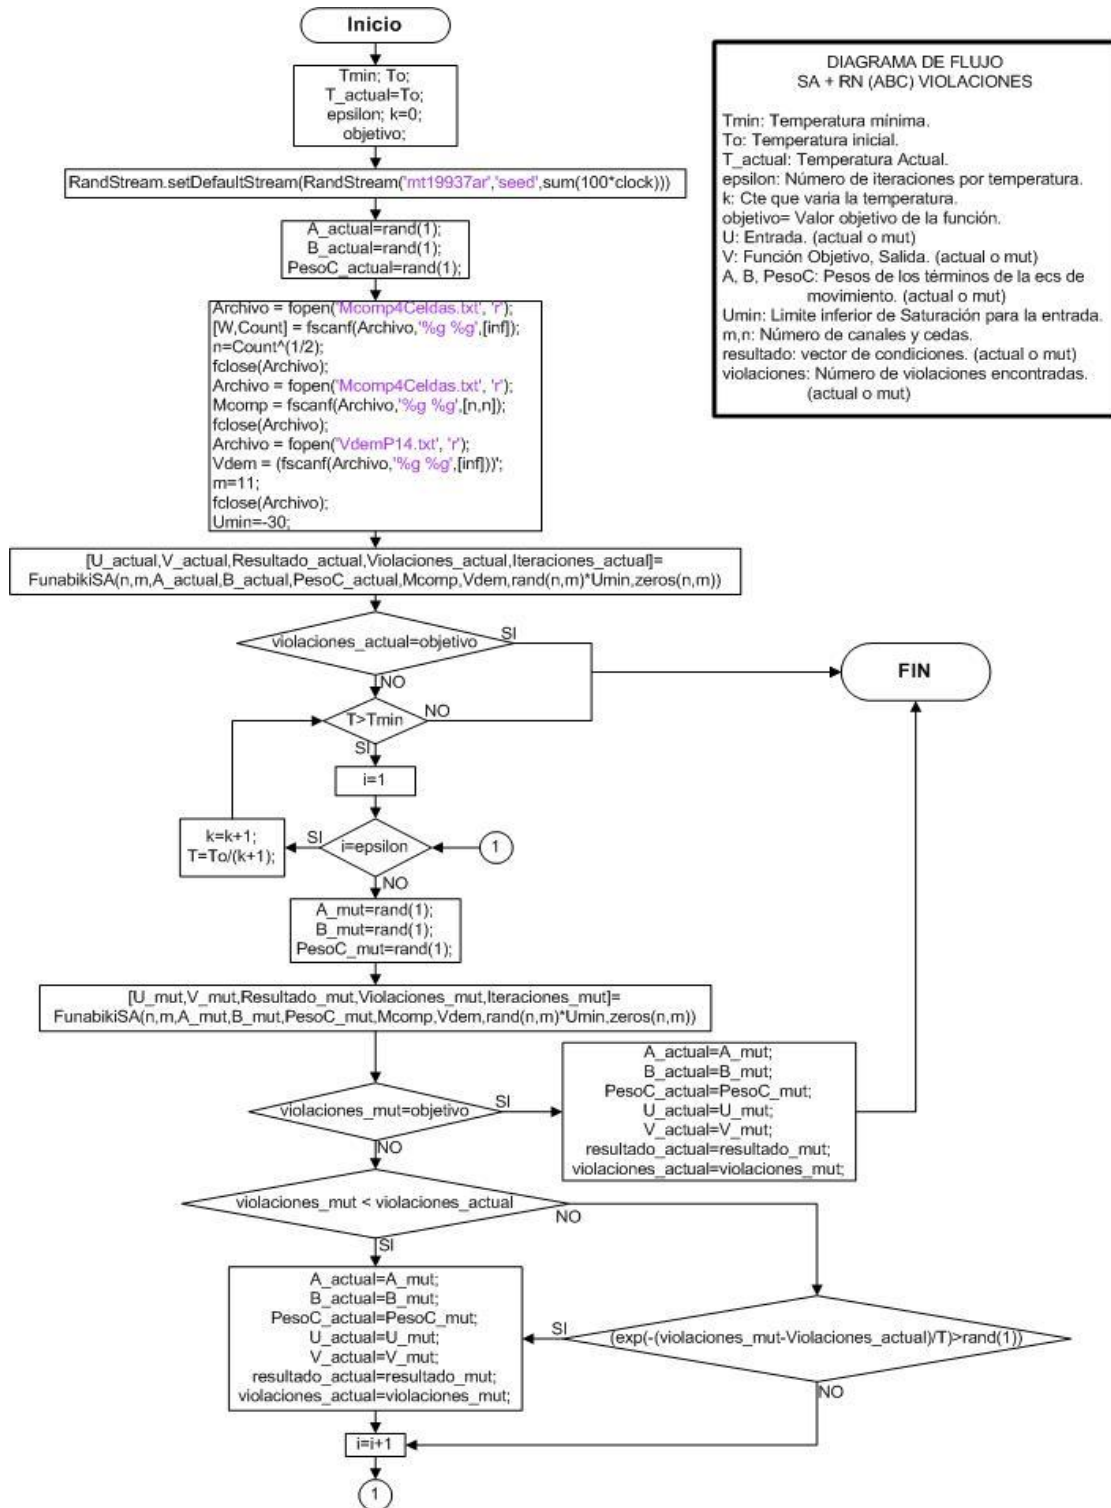 Inicio
Tmin; To;
T_actual=To;
epsilon; k=0;
objetivo;
DIAGRAMA DE FLUJO
SA + RN (ABC) VIOLACIONES
Tmin: Temperatura mínima.
To: Temperatura inicial.
T_actual: Temperatura Actual.
epsilon: Número de iteraciones por temperatura.
k: Cte que varia la temperatura.
objetivo= Valor objetivo de la función.
U: Entrada. (actual o mut)
V: Función Objetivo, Salida. (actual o mut)
A, B, PesoC: Pesos de los términos de la ecs de
movimiento. (actual o mut)
Umin: Limite inferior de Saturación para la entrada.
m,n: Número de canales y cedas.
resultado: vector de condiciones. (actual o mut)
violaciones: Número de violaciones encontradas.
(actual o mut)
RandStream.setDefaultStream(RandStream('mt19937ar','seed',sum(100*clock)))
A_actual=rand(1);
B_actual=rand(1);
PesoC_actual=rand(1);
Archivo = fopen('Mcomp4Celdas.txt', 'r');
[W,Count] = fscanf(Archivo,'%g %g',[inf]);
n=Count^(1/2);
fclose(Archivo);
Archivo = fopen('Mcomp4Celdas.txt', 'r');
Mcomp = fscanf(Archivo,'%g %g',[n,n]);
fclose(Archivo);
Archivo = fopen('VdemP14.txt', 'r');
Vdem = (fscanf(Archivo,'%g %g',[inf]))';
m=11;
fclose(Archivo);
Umin=-30;
[U_actual,V_actual,Resultado_actual,Violaciones_actual,Iteraciones_actual]=
FunabikiSA(n,m,A_actual,B_actual,PesoC_actual,Mcomp,Vdem,rand(n,m)*Umin,zeros(n,m))
violaciones_actual=objetivo
SI
NO
FIN
T>Tmin
NO
SI
i=1
k=k+1;
T=To/(k+1);
SI
i=epsilon
1
NO
A_mut=rand(1);
B_mut=rand(1);
PesoC_mut=rand(1);
[U_mut,V_mut,Resultado_mut,Violaciones_mut,Iteraciones_mut]=
FunabikiSA(n,m,A_mut,B_mut,PesoC_mut,Mcomp,Vdem,rand(n,m)*Umin,zeros(n,m))
violaciones_mut=objetivo
SI
NO
A_actual=A_mut;
B_actual=B_mut;
PesoC_actual=PesoC_mut;
U_actual=U_mut;
V_actual=V_mut;
resultado_actual=resultado_mut;
violaciones_actual=violaciones_mut;
violaciones_mut < violaciones_actual
NO
SI
A_actual=A_mut;
B_actual=B_mut;
PesoC_actual=PesoC_mut;
U_actual=U_mut;
V_actual=V_mut;
resultado_actual=resultado_mut;
violaciones_actual=violaciones_mut;
SI
(exp(-(violaciones_mut-Violaciones_actual)/T)>rand(1))
NO
i=i+1
1